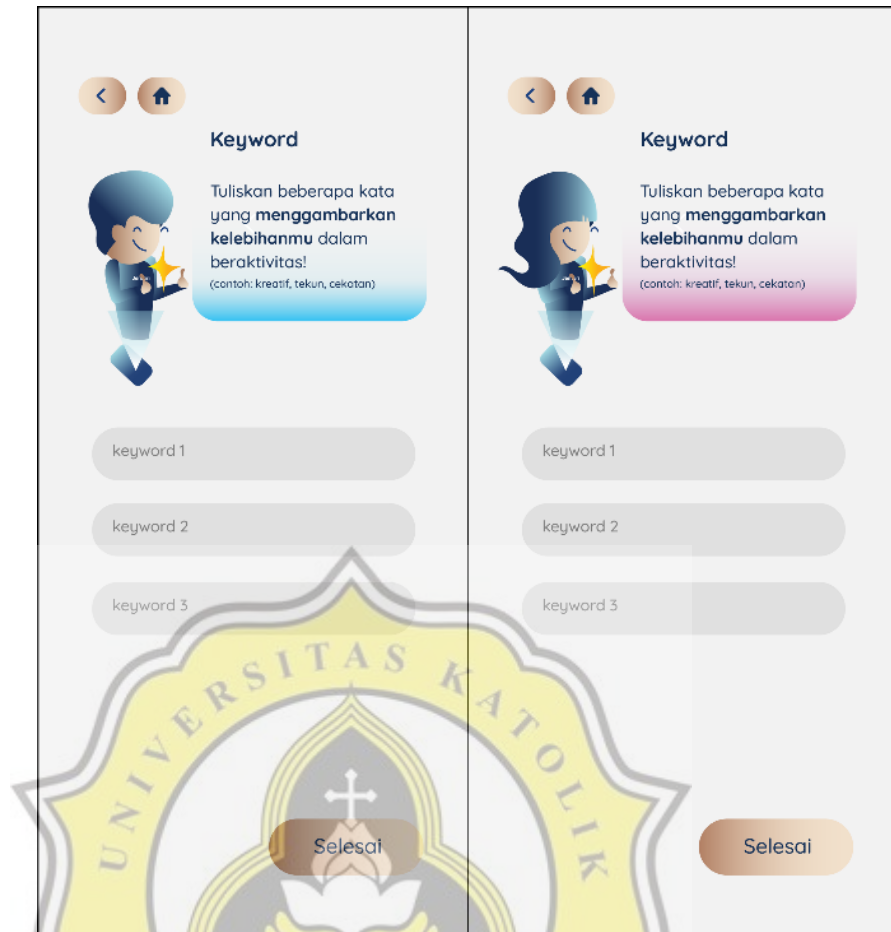 Keyword
Tuliskan beberapa kata
yang menggambarkan
kelebihanmu dalam
beraktivitas!
(contoh: kreatif, tekun, cekatan)
keyword 1
keyword 2
keyword 3
Selesai
Keyword
Tuliskan beberapa kata
yang menggambarkan
kelebihanmu dalam
beraktivitas!
(contoh: kreatif, tekun, cekatan)
keyword 1
keyword 2
keyword 3
Selesai
UNIVERSITAS KATOLIK